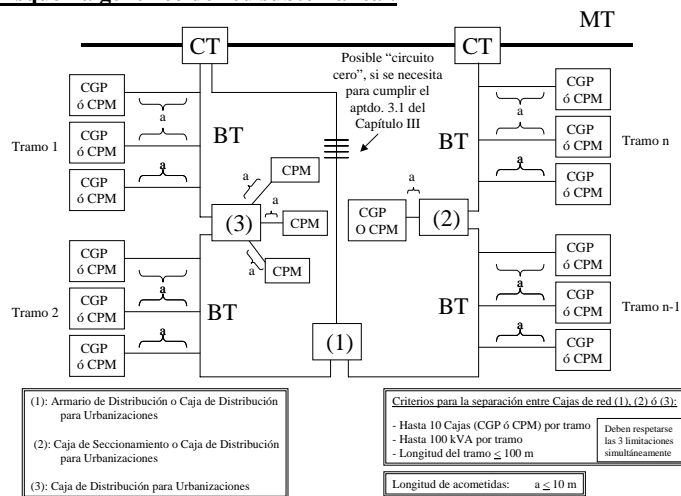 MT
CT
CT
Posible "circuito
cero", si se necesita
para cumplir el
aptdo. 3.1 del
Capítulo III
CGP
ó CPM
a
CGP
ó CPM
a
Tramo 1
CGP
ó CPM
a
BT
CGP
ó CPM
a
BT
CGP
ó CPM
Tramo n
a
CGP
ó CPM
a
CPM
a
(3)
a
CPM
a
CPM
a
CGP
O CPM
(2)
CGP
ó CPM
a
CGP
ó CPM
a
Tramo 2
CGP
ó CPM
a
BT
CGP
ó CPM
a
BT
CGP
ó CPM
Tramo n-1
a
CGP
ó CPM
a
(1)
(1): Armario de Distribución o Caja de Distribución
para Urbanizaciones
(2): Caja de Seccionamiento o Caja de Distribución
para Urbanizaciones
(3): Caja de Distribución para Urbanizaciones
Criterios para la separación entre Cajas de red (1), (2) ó (3):
- Hasta 10 Cajas (CGP ó CPM) por tramo
- Hasta 100 kVA por tramo
- Longitud del tramo ≤ 100 m
Deben respetarse
las 3 limitaciones
simultáneamente
Longitud de acometidas: a ≤ 10 m